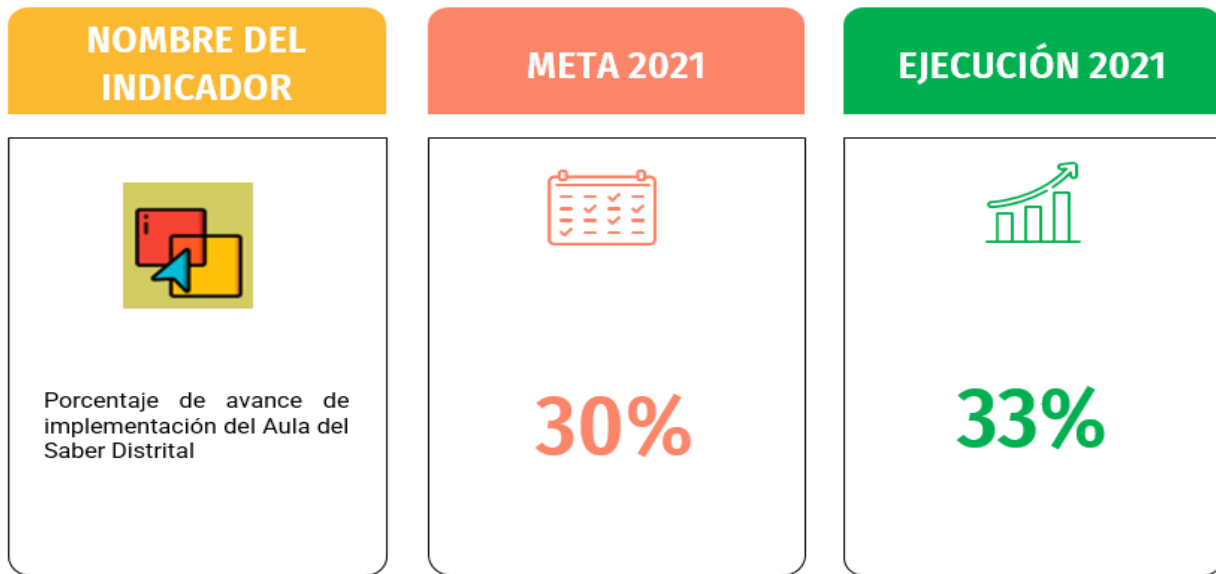 NOMBRE DEL
INDICADOR
META 2021
EJECUCIÓN 2021
Porcentaje de avance de
implementación del Aula del
Saber Distrital
30%
33%